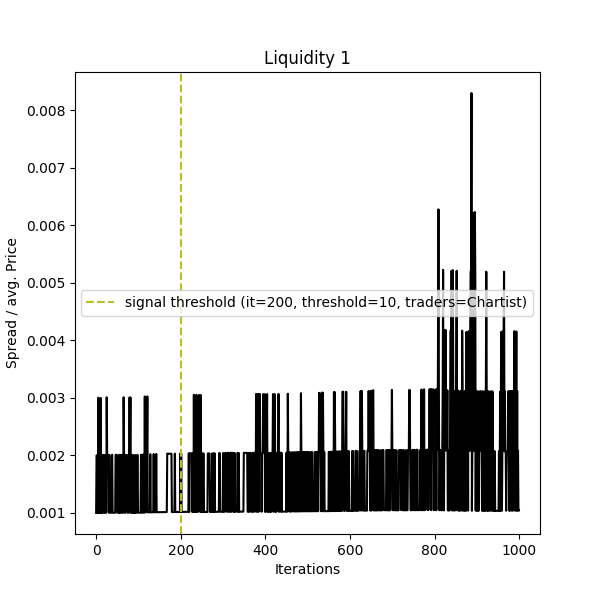 Liquidity 1
Spread / avg. Price
0.008
0.007
0.006
0.005
0.004
0.003
0.002
0.001
signal threshold (it=200, threshold=10, traders=Chartist)
0 200 400 600 800 1000
Iterations